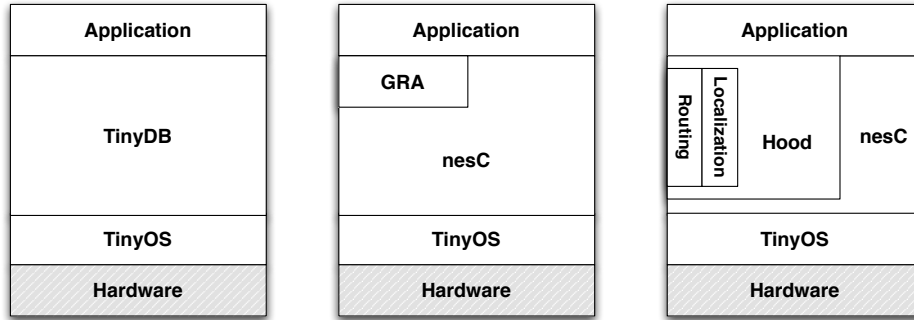 Application
TinyDB
TinyOS
Hardware
Application
GRA
nesC
TinyOS
Hardware
Application
Routing
Localization
Hood
nesC
TinyOS
Hardware